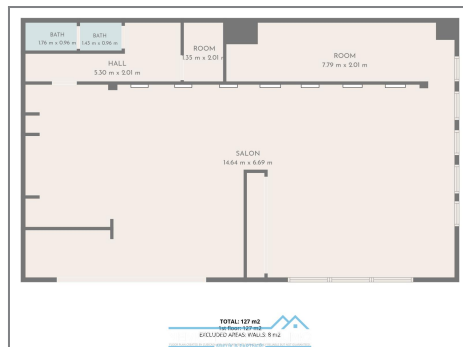 BATH
1.76 m x 0.96 m
BATH
1.43 m x 0.96 m
ROOM
1.35 m x 2.01 m
ROOM
7.79 m x 2.01 m
HALL
5.30 m x 2.01 m
SALON
14.64 m x 6.69 m
TOTAL: 127 m2
1st floor: 127 m2
EXCLUDED AREAS: WALLS: 8 m2